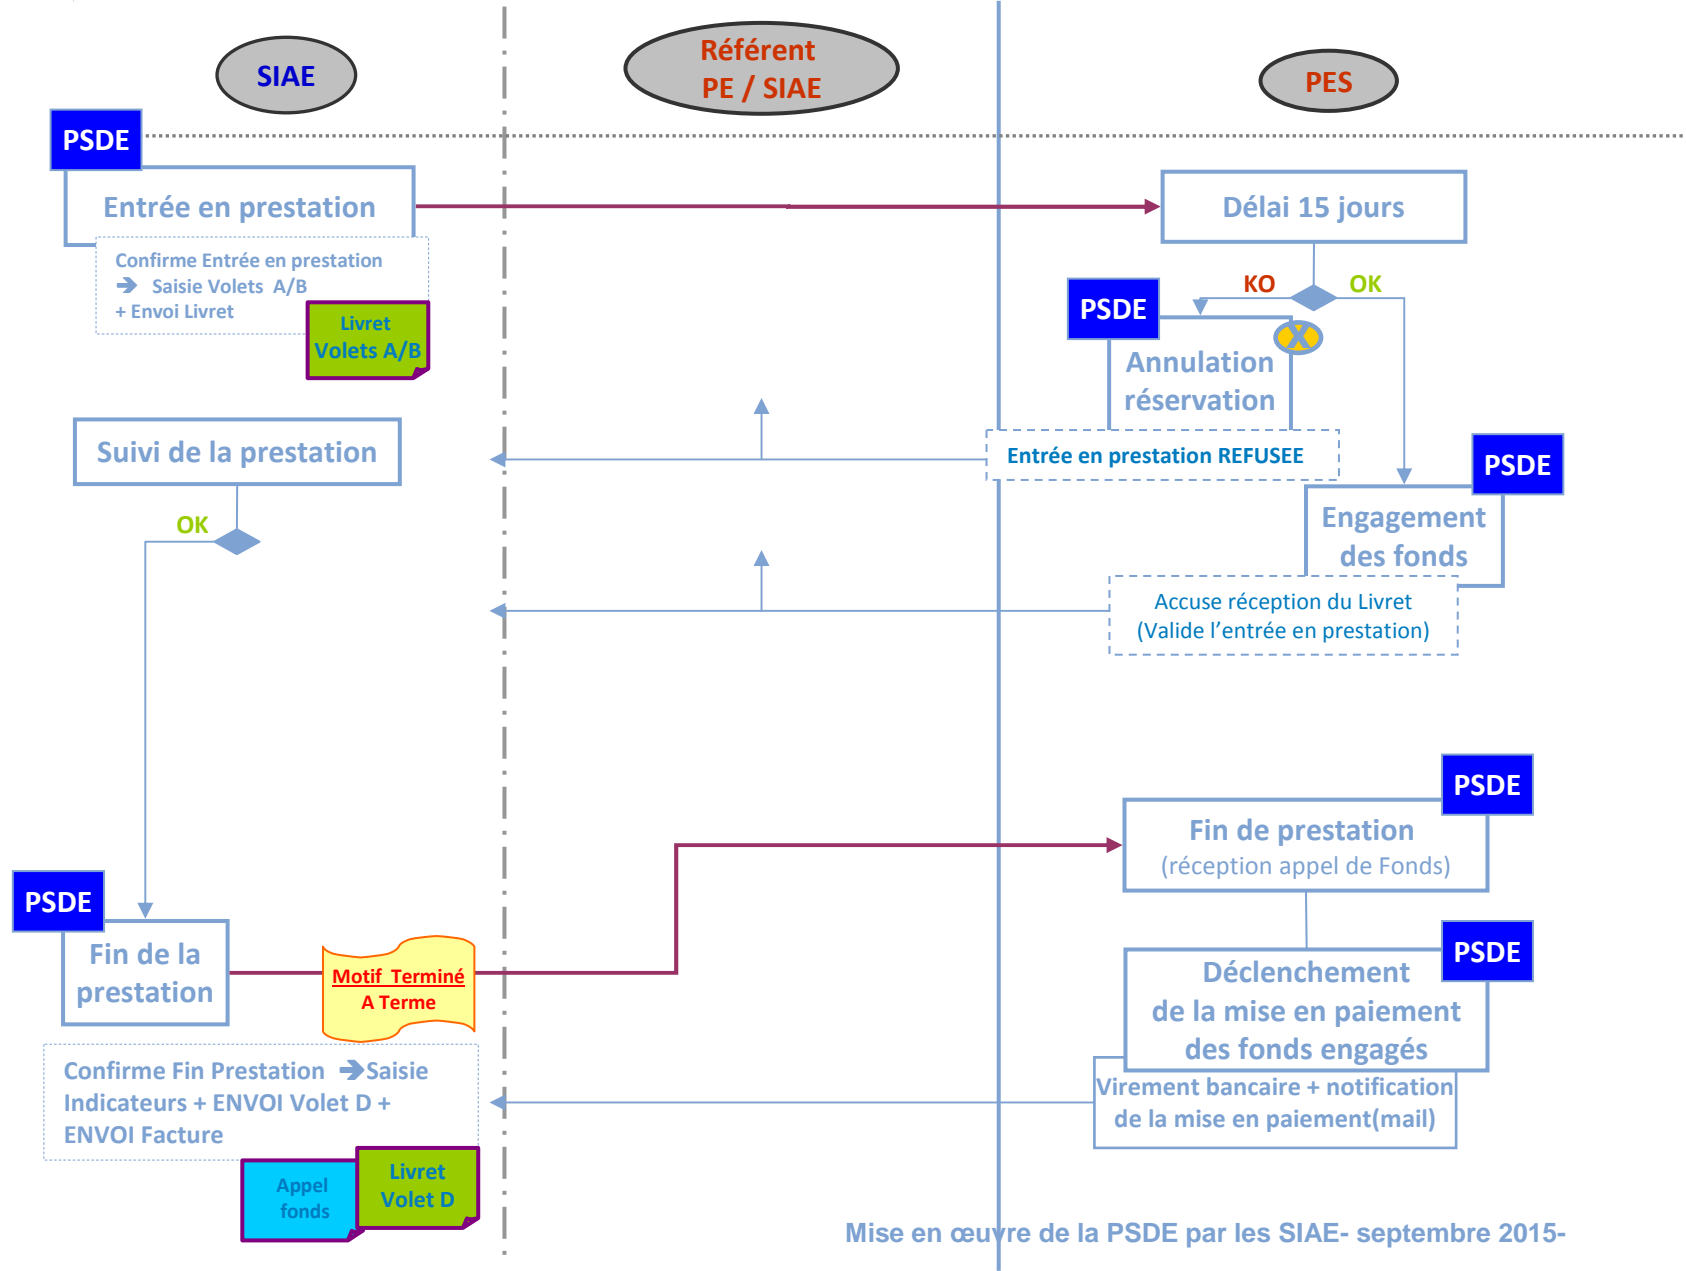 SIAE
Référent
PE / SIAE
PES
PSDE
Entrée en prestation
Confirme Entrée en prestation
➔ Saisie Volets A/B
+ Envoi Livret
Livret
Volets A/B
Délai 15 jours
KO
OK
PSDE
X
Annulation
réservation
Entrée en prestation REFUSEE
Suivi de la prestation
OK
PSDE
Engagement
des fonds
Accuse réception du Livret
(Valide l’entrée en prestation)
PSDE
Fin de prestation
(réception appel de Fonds)
PSDE
Fin de la
prestation
Motif Terminé
A Terme
PSDE
Déclenchement
de la mise en paiement
des fonds engagés
Virement bancaire + notification
de la mise en paiement(mail)
Confirme Fin Prestation ➔Saisie
Indicateurs + ENVOI Volet D +
ENVOI Facture
Appel
fonds
Livret
Volet D
Mise en œuvre de la PSDE par les SIAE- septembre 2015-